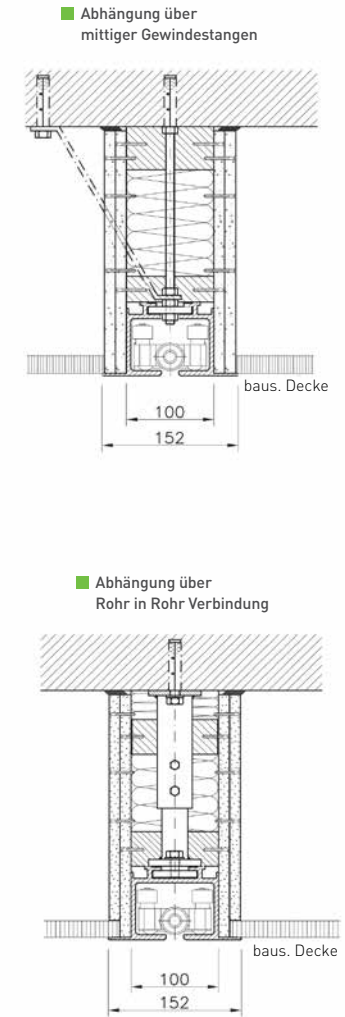 Abhängung über
mittiger Gewindestangen
baus. Decke
100
152
Abhängung über
Rohr in Rohr Verbindung
baus. Decke
100
152